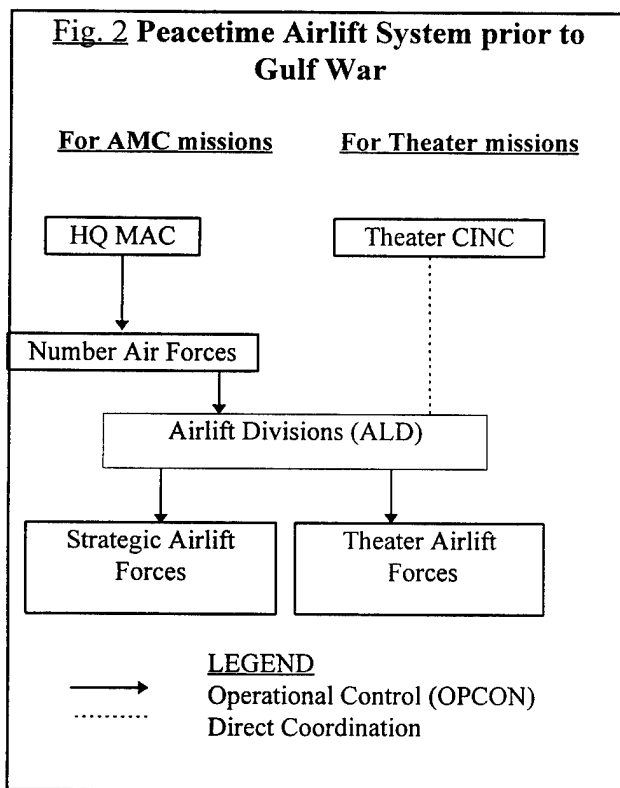 Fig. 2 Peacetime Airlift System prior to
Gulf War
For AMC missions
For Theater missions
HQ MAC
Theater CINC
Number Air Forces
Airlift Divisions (ALD)
Strategic Airlift
Forces
Theater Airlift
Forces
LEGEND
Operational Control (OPCON)
Direct Coordination